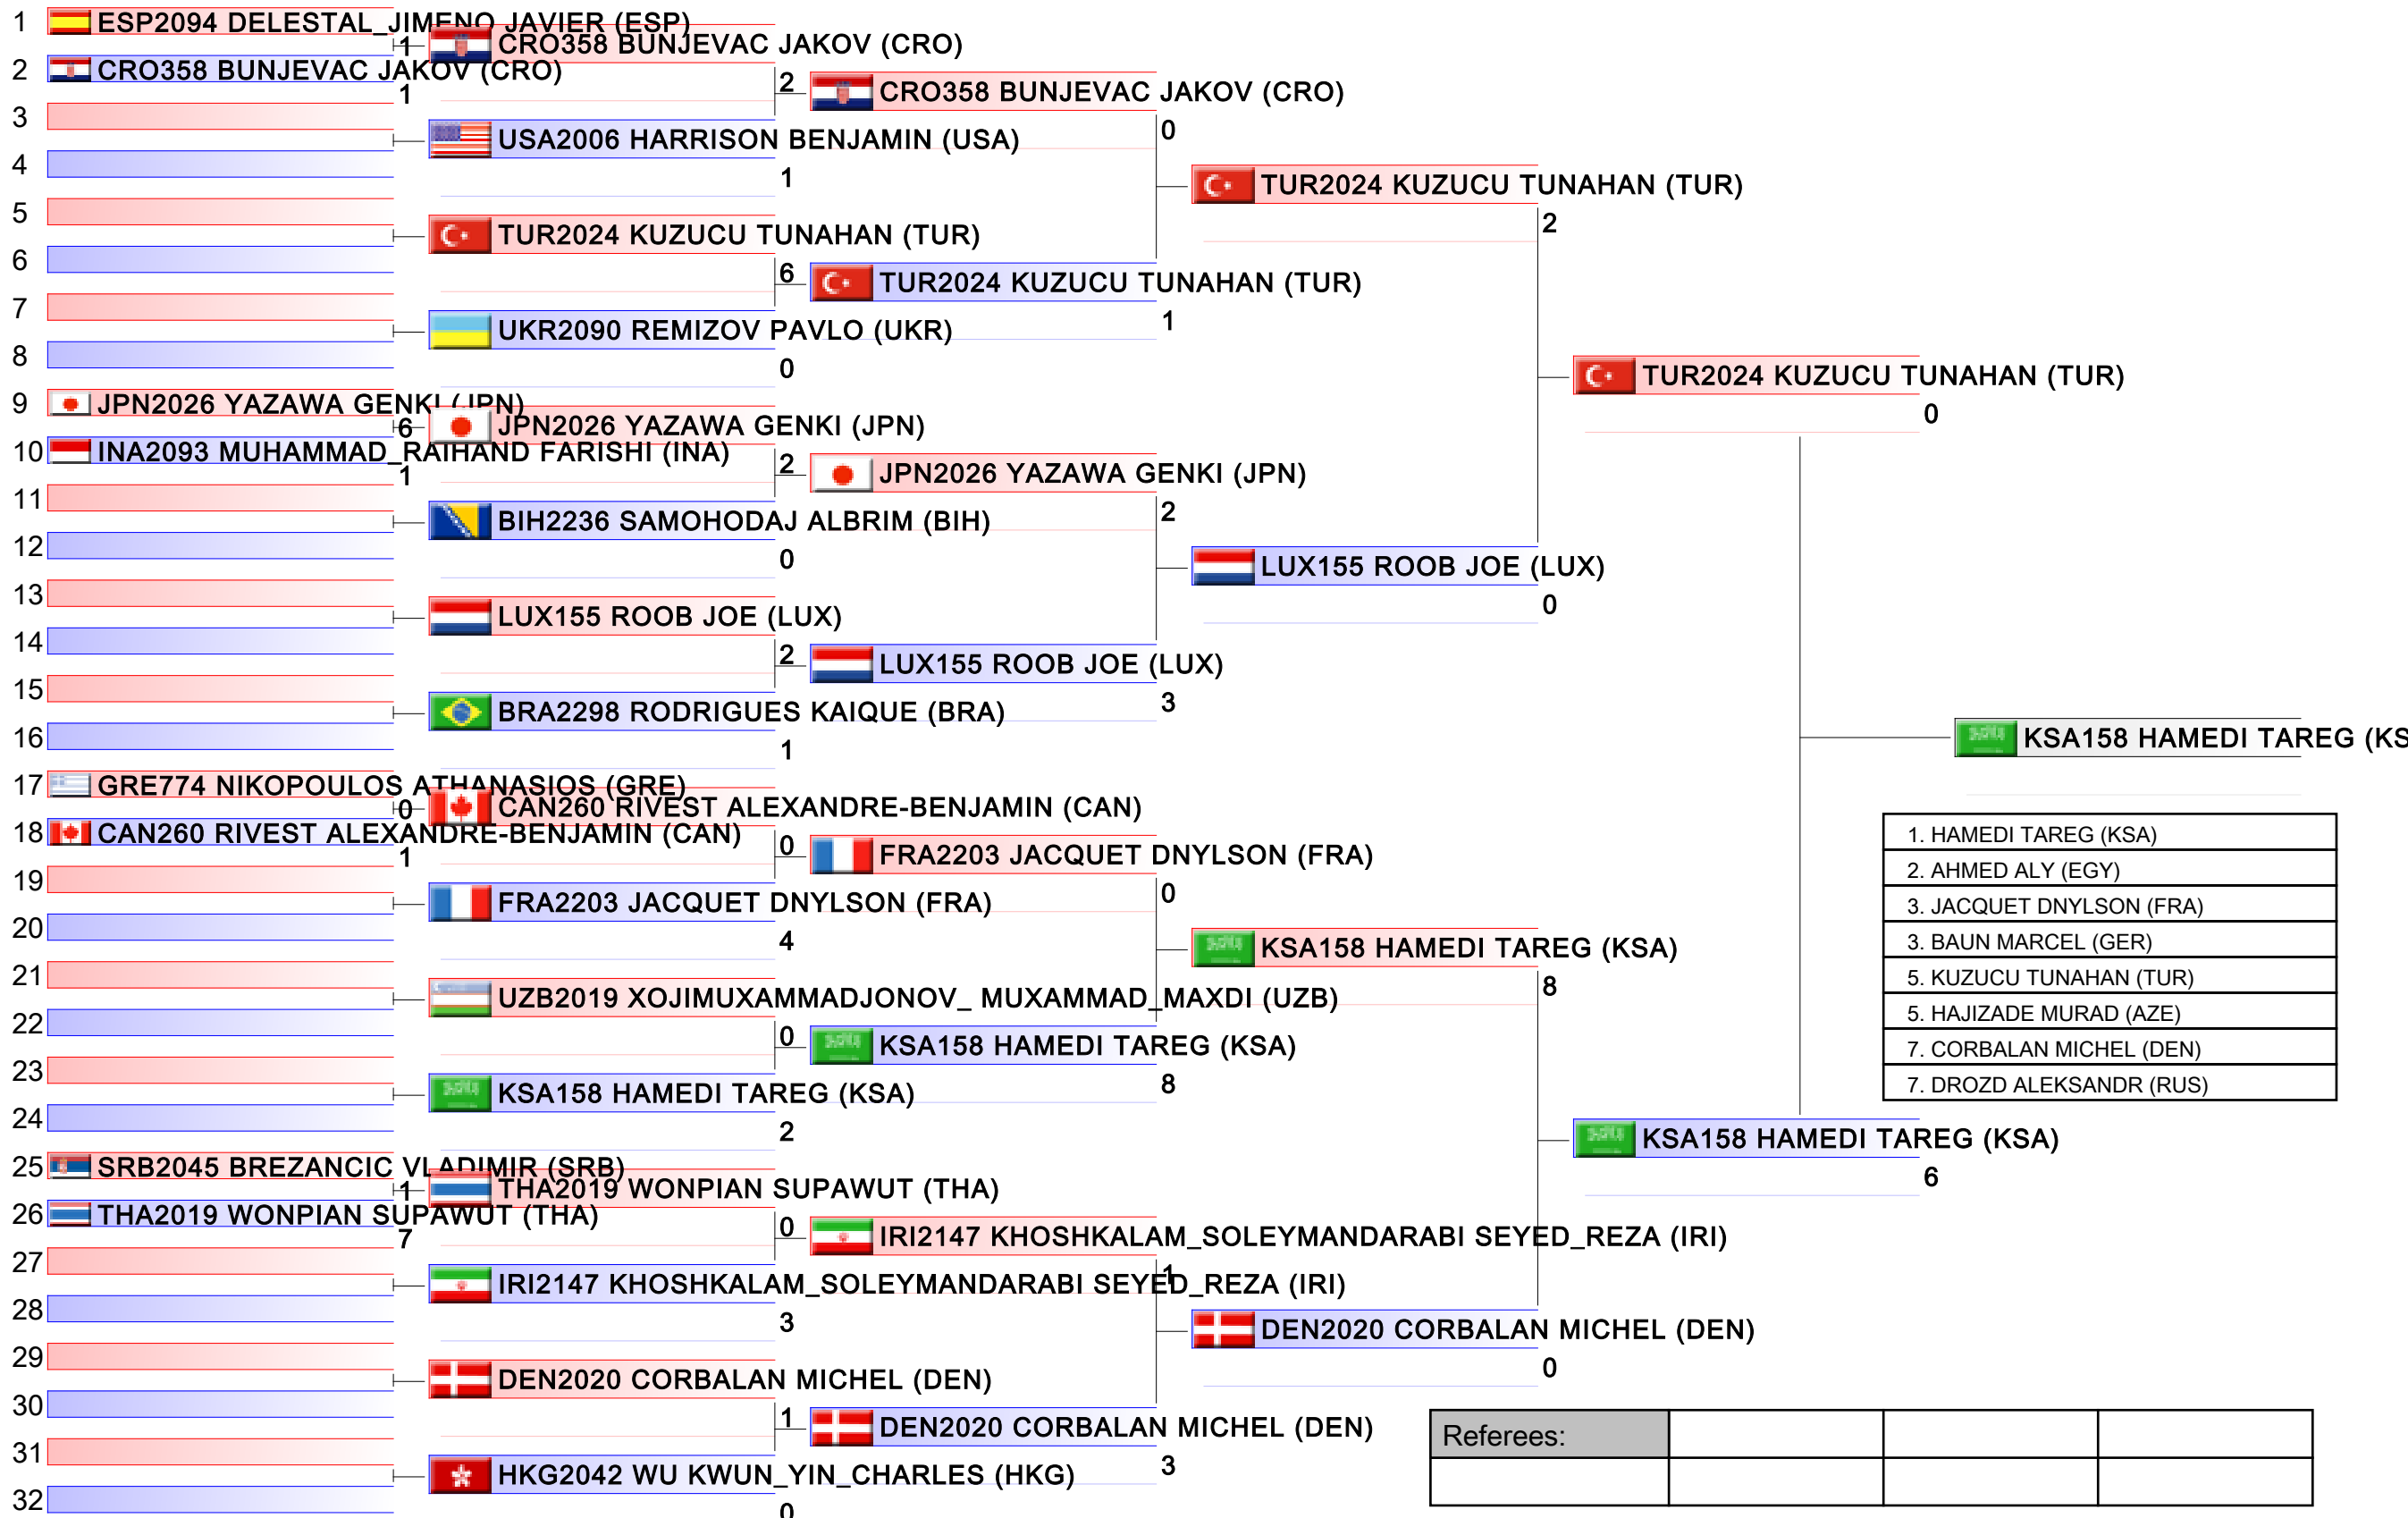 1 ESP2094 DELESTAL_JIMENO JAVIER (ESP)
1
2 CRO358 BUNJEVAC JAKOV (CRO)
1
3
4
5
6
7
8
9 JPN2026 YAZAWA GENKI (JPN)
6
10 INA2093 MUHAMMAD_RAIHAND FARISHI (INA)
1
11
12
13
14
15
16
17 GRE774 NIKOPOULOS ATHANASIOS (GRE)
0
18 CAN260 RIVEST ALEXANDRE-BENJAMIN (CAN)
1
19
20
21
22
23
24
25 SRB2045 BREZANCIC VLADIMIR (SRB)
1
26 THA2019 WONPIAN SUPAWUT (THA)
7
27
28
29
30
31
32
CRO358 BUNJEVAC JAKOV (CRO)
2
USA2006 HARRISON BENJAMIN (USA)
1
TUR2024 KUZUCU TUNAHAN (TUR)
6
UKR2090 REMIZOV PAVLO (UKR)
0
JPN2026 YAZAWA GENKI (JPN)
2
BIH2236 SAMOHODAJ ALBRIM (BIH)
0
LUX155 ROOB JOE (LUX)
2
BRA2298 RODRIGUES KAIQUE (BRA)
1
CAN260 RIVEST ALEXANDRE-BENJAMIN (CAN)
0
FRA2203 JACQUET DNYLSON (FRA)
4
UZB2019 XOJIMUXAMMADJONOV_ MUXAMMAD_MAXDI (UZB)
0
KSA158 HAMEDI TAREG (KSA)
2
THA2019 WONPIAN SUPAWUT (THA)
0
IRI2147 KHOSHKALAM_SOLEYMANDARABI SEYED_REZA (IRI)
3
DEN2020 CORBALAN MICHEL (DEN)
1
HKG2042 WU KWUN_YIN_CHARLES (HKG)
0
CRO358 BUNJEVAC JAKOV (CRO)
0
TUR2024 KUZUCU TUNAHAN (TUR)
1
JPN2026 YAZAWA GENKI (JPN)
2
LUX155 ROOB JOE (LUX)
3
FRA2203 JACQUET DNYLSON (FRA)
0
KSA158 HAMEDI TAREG (KSA)
8
IRI2147 KHOSHKALAM_SOLEYMANDARABI SEYED_REZA (IRI)
1
DEN2020 CORBALAN MICHEL (DEN)
3
TUR2024 KUZUCU TUNAHAN (TUR)
2
LUX155 ROOB JOE (LUX)
0
KSA158 HAMEDI TAREG (KSA)
8
DEN2020 CORBALAN MICHEL (DEN)
0
TUR2024 KUZUCU TUNAHAN (TUR)
0
KSA158 HAMEDI TAREG (KSA)
6
KSA158 HAMEDI TAREG (KS
1. HAMEDI TAREG (KSA)
2. AHMED ALY (EGY)
3. JACQUET DNYLSON (FRA)
3. BAUN MARCEL (GER)
5. KUZUCU TUNAHAN (TUR)
5. HAJIZADE MURAD (AZE)
7. CORBALAN MICHEL (DEN)
7. DROZD ALEKSANDR (RUS)
Referees: